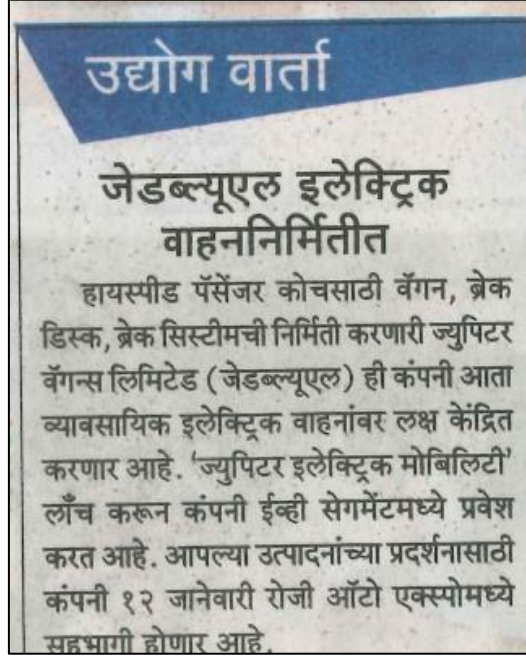 उद्योग वार्ता
जेडब्ल्यूएल इलेक्ट्रिक
वाहननिर्मितीत
हायस्पीड पॅसेंजर कोचसाठी वॅगन, ब्रेक
डिस्क, ब्रेक सिस्टीमची निर्मिती करणारी ज्युपिटर
वॅगन्स लिमिटेड (जेडब्ल्यूएल) ही कंपनी आता
व्यावसायिक इलेक्ट्रिक वाहनांवर लक्ष केंद्रित
करणार आहे. 'ज्युपिटर इलेक्ट्रिक मोबिलिटी'
लाँच करून कंपनी ईव्ही सेगमेंटमध्ये प्रवेश
करत आहे. आपल्या उत्पादनांच्या प्रदर्शनासाठी
कंपनी १२ जानेवारी रोजी ऑटो एक्स्पोमध्ये
सहभागी होणार आहे.